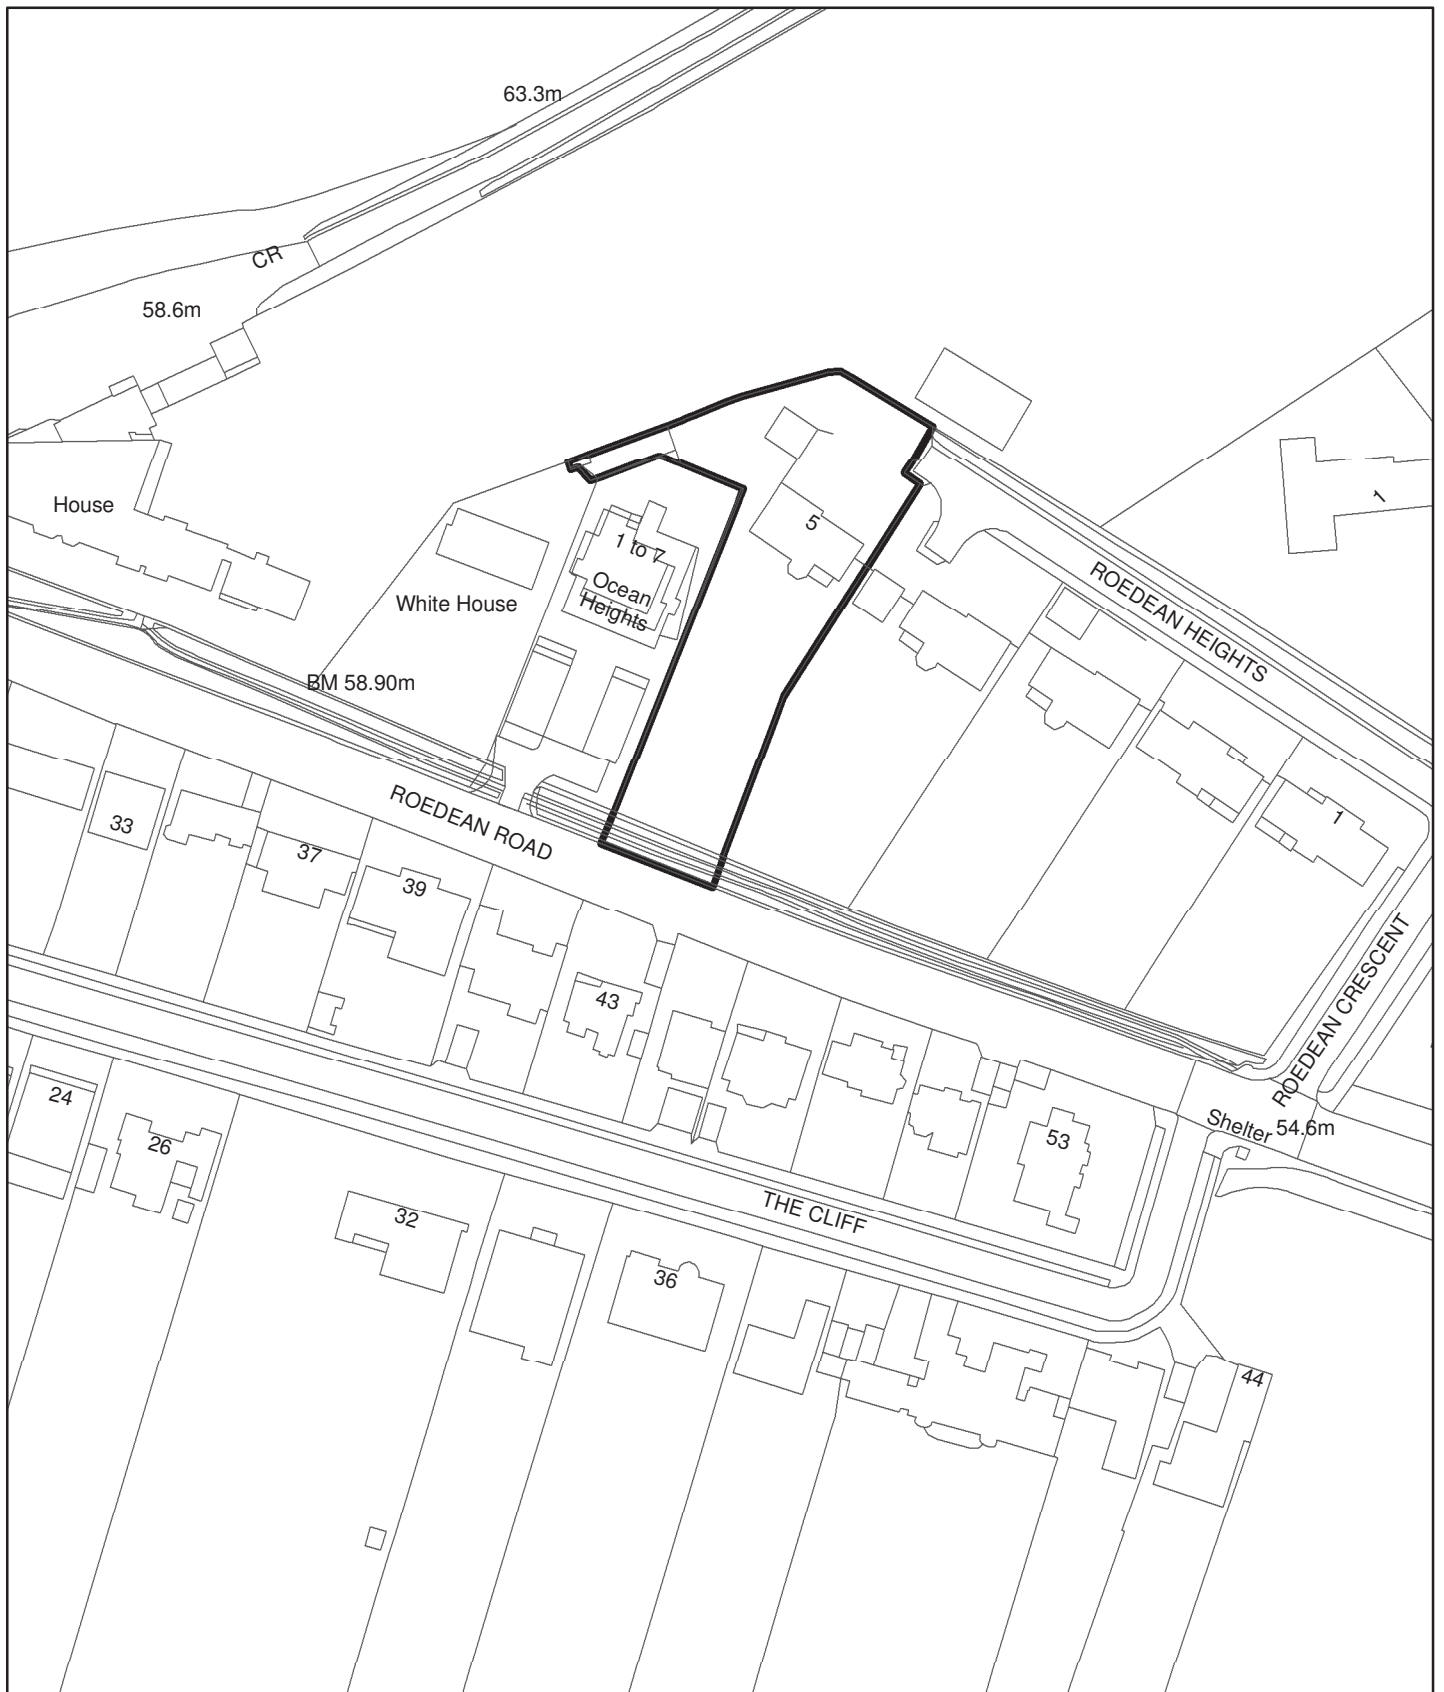 63.3m
CR
58.6m
House
5
1
1 to 7
Ocean
Heights
White House
ROEDEAN HEIGHTS
BM 58.90m
ROEDEAN ROAD
33
37
39
1
43
ROEDEAN CRESCENT
24
26
53
Shelter
54.6m
THE CLIFF
32
36
44